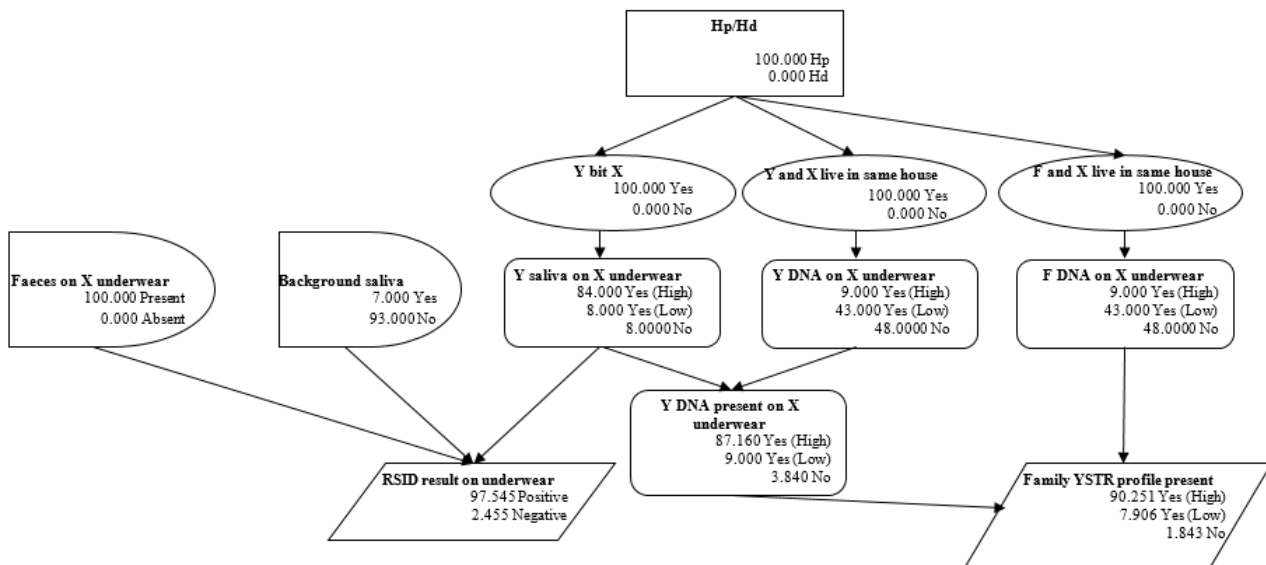 Hp/Hd
100.000 Hp
0.000 Hd
Y bit X
100.000 Yes
0.000 No
Y and X live in same house
100.000 Yes
0.000 No
F and X live in same house
100.000 Yes
0.000 No
Faeces on X underwear
100.000 Present
0.000 Absent
Background saliva
7.000 Yes
93.000 No
Y saliva on X underwear
84.000 Yes (High)
8.000 Yes (Low)
8.0000 No
Y DNA on X underwear
9.000 Yes (High)
43.000 Yes (Low)
48.0000 No
F DNA on X underwear
9.000 Yes (High)
43.000 Yes (Low)
48.0000 No
Y DNA present on X
underwear
87.160 Yes (High)
9.000 Yes (Low)
3.840 No
RSID result on underwear
97.545 Positive
2.455 Negative
Family YSTR profile present
90.251 Yes (High)
7.906 Yes (Low)
1.843 No